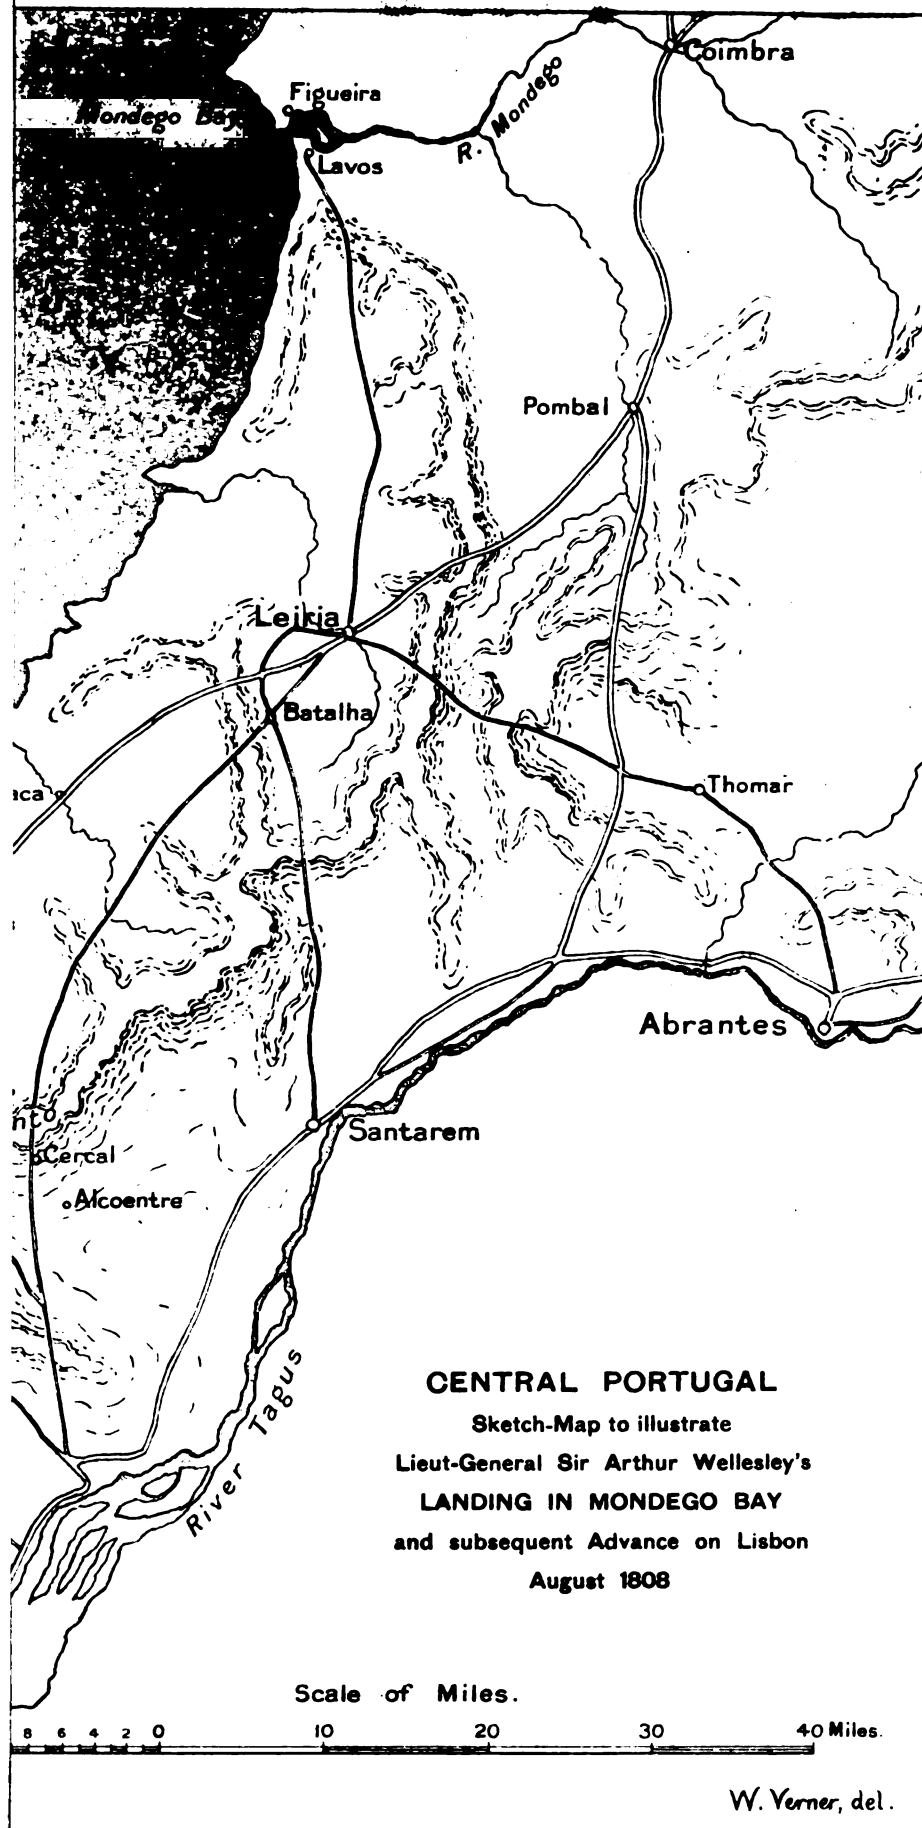 Coimbra
Figueira
Mondego Bay
R. Mondego
Lavos
Pombal
Leiria
Batalha
aca
Thomar
Abrantes
nto
Santarem
Cercal
Alcoentre
River Tagus
CENTRAL PORTUGAL
Sketch-Map to illustrate
Lieut-General Sir Arthur Wellesley's
LANDING IN MONDEGO BAY
and subsequent Advance on Lisbon
August 1808
Scale of Miles.
8 6 4 2 0 10 20 30 40 Miles.
W. Verner, del.